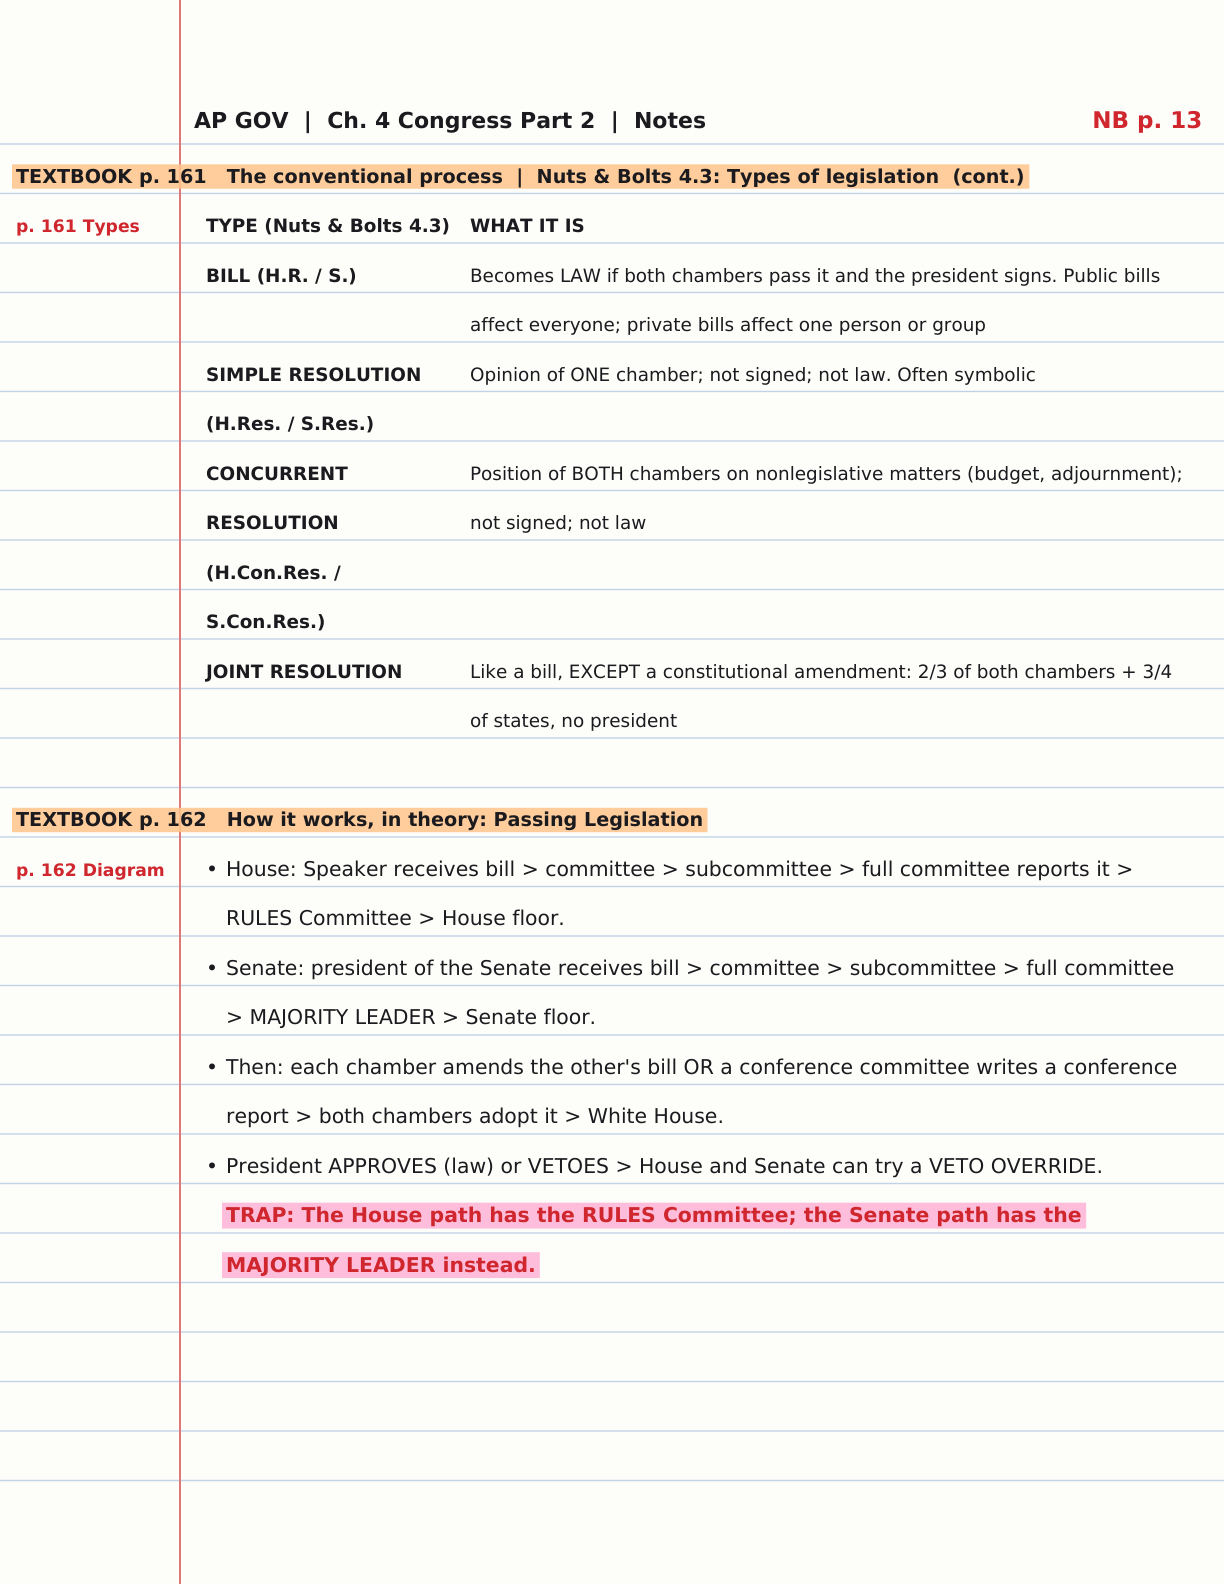 AP GOV | Ch. 4 Congress Part 2 | Notes NB p. 13
TEXTBOOK p. 161 The conventional process | Nuts & Bolts 4.3: Types of legislation (cont.)
p. 161 Types TYPE (Nuts & Bolts 4.3) WHAT IT IS
BILL (H.R. / S.) Becomes LAW if both chambers pass it and the president signs. Public bills
affect everyone; private bills affect one person or group
SIMPLE RESOLUTION Opinion of ONE chamber; not signed; not law. Often symbolic
(H.Res. / S.Res.)
CONCURRENT Position of BOTH chambers on nonlegislative matters (budget, adjournment);
RESOLUTION not signed; not law
(H.Con.Res. /
S.Con.Res.)
JOINT RESOLUTION Like a bill, EXCEPT a constitutional amendment: 2/3 of both chambers + 3/4
of states, no president
TEXTBOOK p. 162 How it works, in theory: Passing Legislation
p. 162 Diagram • House: Speaker receives bill > committee > subcommittee > full committee reports it >
RULES Committee > House floor.
• Senate: president of the Senate receives bill > committee > subcommittee > full committee
> MAJORITY LEADER > Senate floor.
• Then: each chamber amends the other's bill OR a conference committee writes a conference
report > both chambers adopt it > White House.
• President APPROVES (law) or VETOES > House and Senate can try a VETO OVERRIDE.
TRAP: The House path has the RULES Committee; the Senate path has the
MAJORITY LEADER instead.